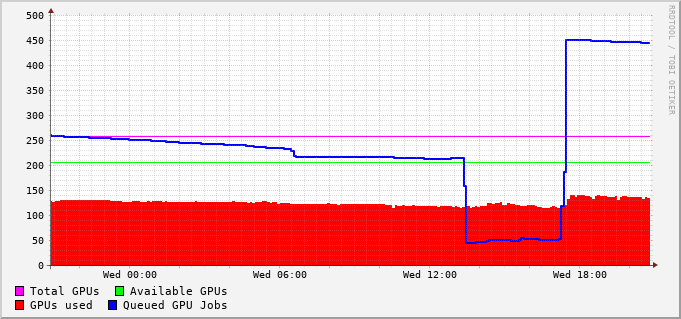 500
450
400
350
300
250
200
150
100
50
0
Wed 00:00 Wed 06:00 Wed 12:00 Wed 18:00
Total GPUs Available GPUs
GPUs used Queued GPU Jobs
RRDTOOL / TOBI OETIKER